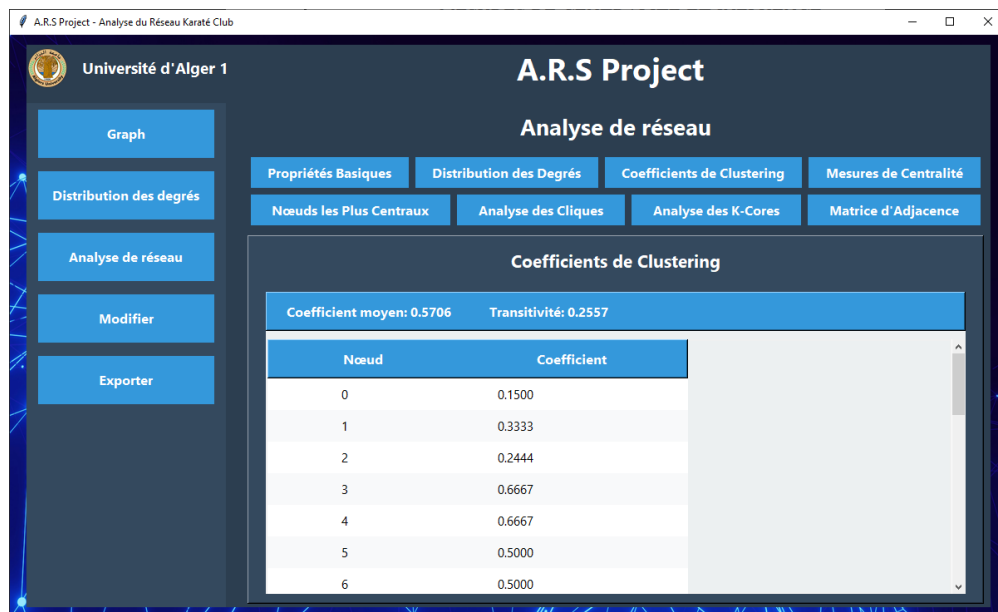 A.R.S Project - Analyse du Réseau Karaté Club
Université d'Alger 1
A.R.S Project
Graph
Distribution des degrés
Analyse de réseau
Modifier
Exporter
Analyse de réseau
Propriétés Basiques Distribution des Degrés Coefficients de Clustering Mesures de Centralité
Nœuds les Plus Centraux Analyse des Cliques Analyse des K-Cores Matrice d'Adjacence
Coefficients de Clustering
Coefficient moyen: 0.5706 Transitivité: 0.2557
Nœud Coefficient
0 0.1500
1 0.3333
2 0.2444
3 0.6667
4 0.6667
5 0.5000
6 0.5000